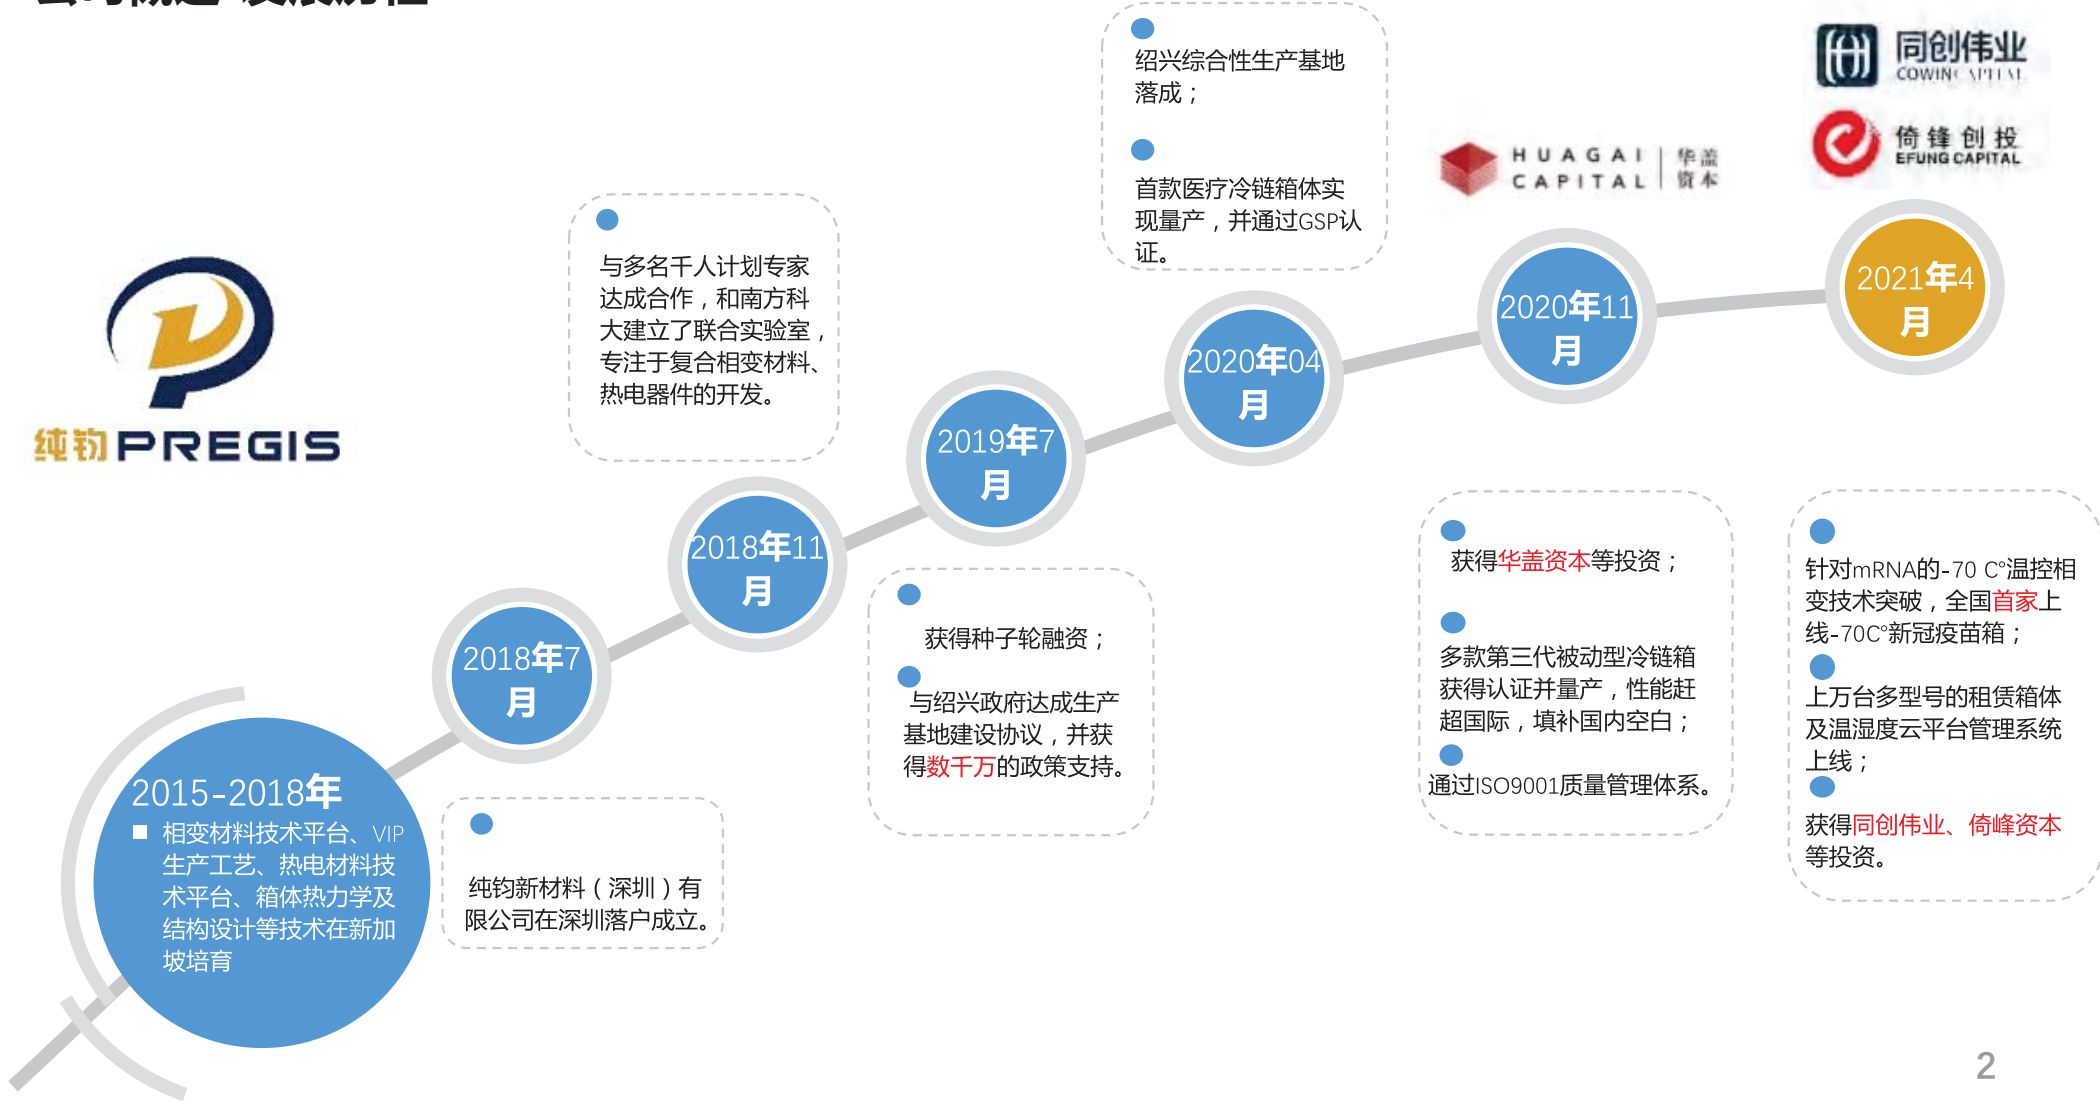 公司概述-发展历程
纯钧PREGIS
2015-2018年
相变材料技术平台、VIP
生产工艺、热电材料技
术平台、箱体热力学及
结构设计等技术在新加
坡培育
2018年7
月
纯钧新材料（深圳）有
限公司在深圳落户成立。
2018年11
月
与多名千人计划专家
达成合作，和南方科
大建立了联合实验室，
专注于复合相变材料、
热电器件的开发。
2019年7
月
获得种子轮融资；
与绍兴政府达成生产
基地建设协议，并获
得数千万的政策支持。
2020年04
月
绍兴综合性生产基地
落成；
首款医疗冷链箱体实
现量产，并通过GSP认
证。
2020年11
月
HUAGAI
CAPITAL
华盖
资本
获得华盖资本等投资；
多款第三代被动型冷链箱
获得认证并量产，性能赶
超国际，填补国内空白；
通过ISO9001质量管理体系。
2021年4
月
同创伟业
COWIN CAPITAL
倚锋创投
EFUNG CAPITAL
针对mRNA的-70 C°温控相
变技术突破，全国首家上
线-70C°新冠疫苗箱；
上万台多型号的租赁箱体
及温湿度云平台管理系统
上线；
获得同创伟业、倚峰资本
等投资。
2